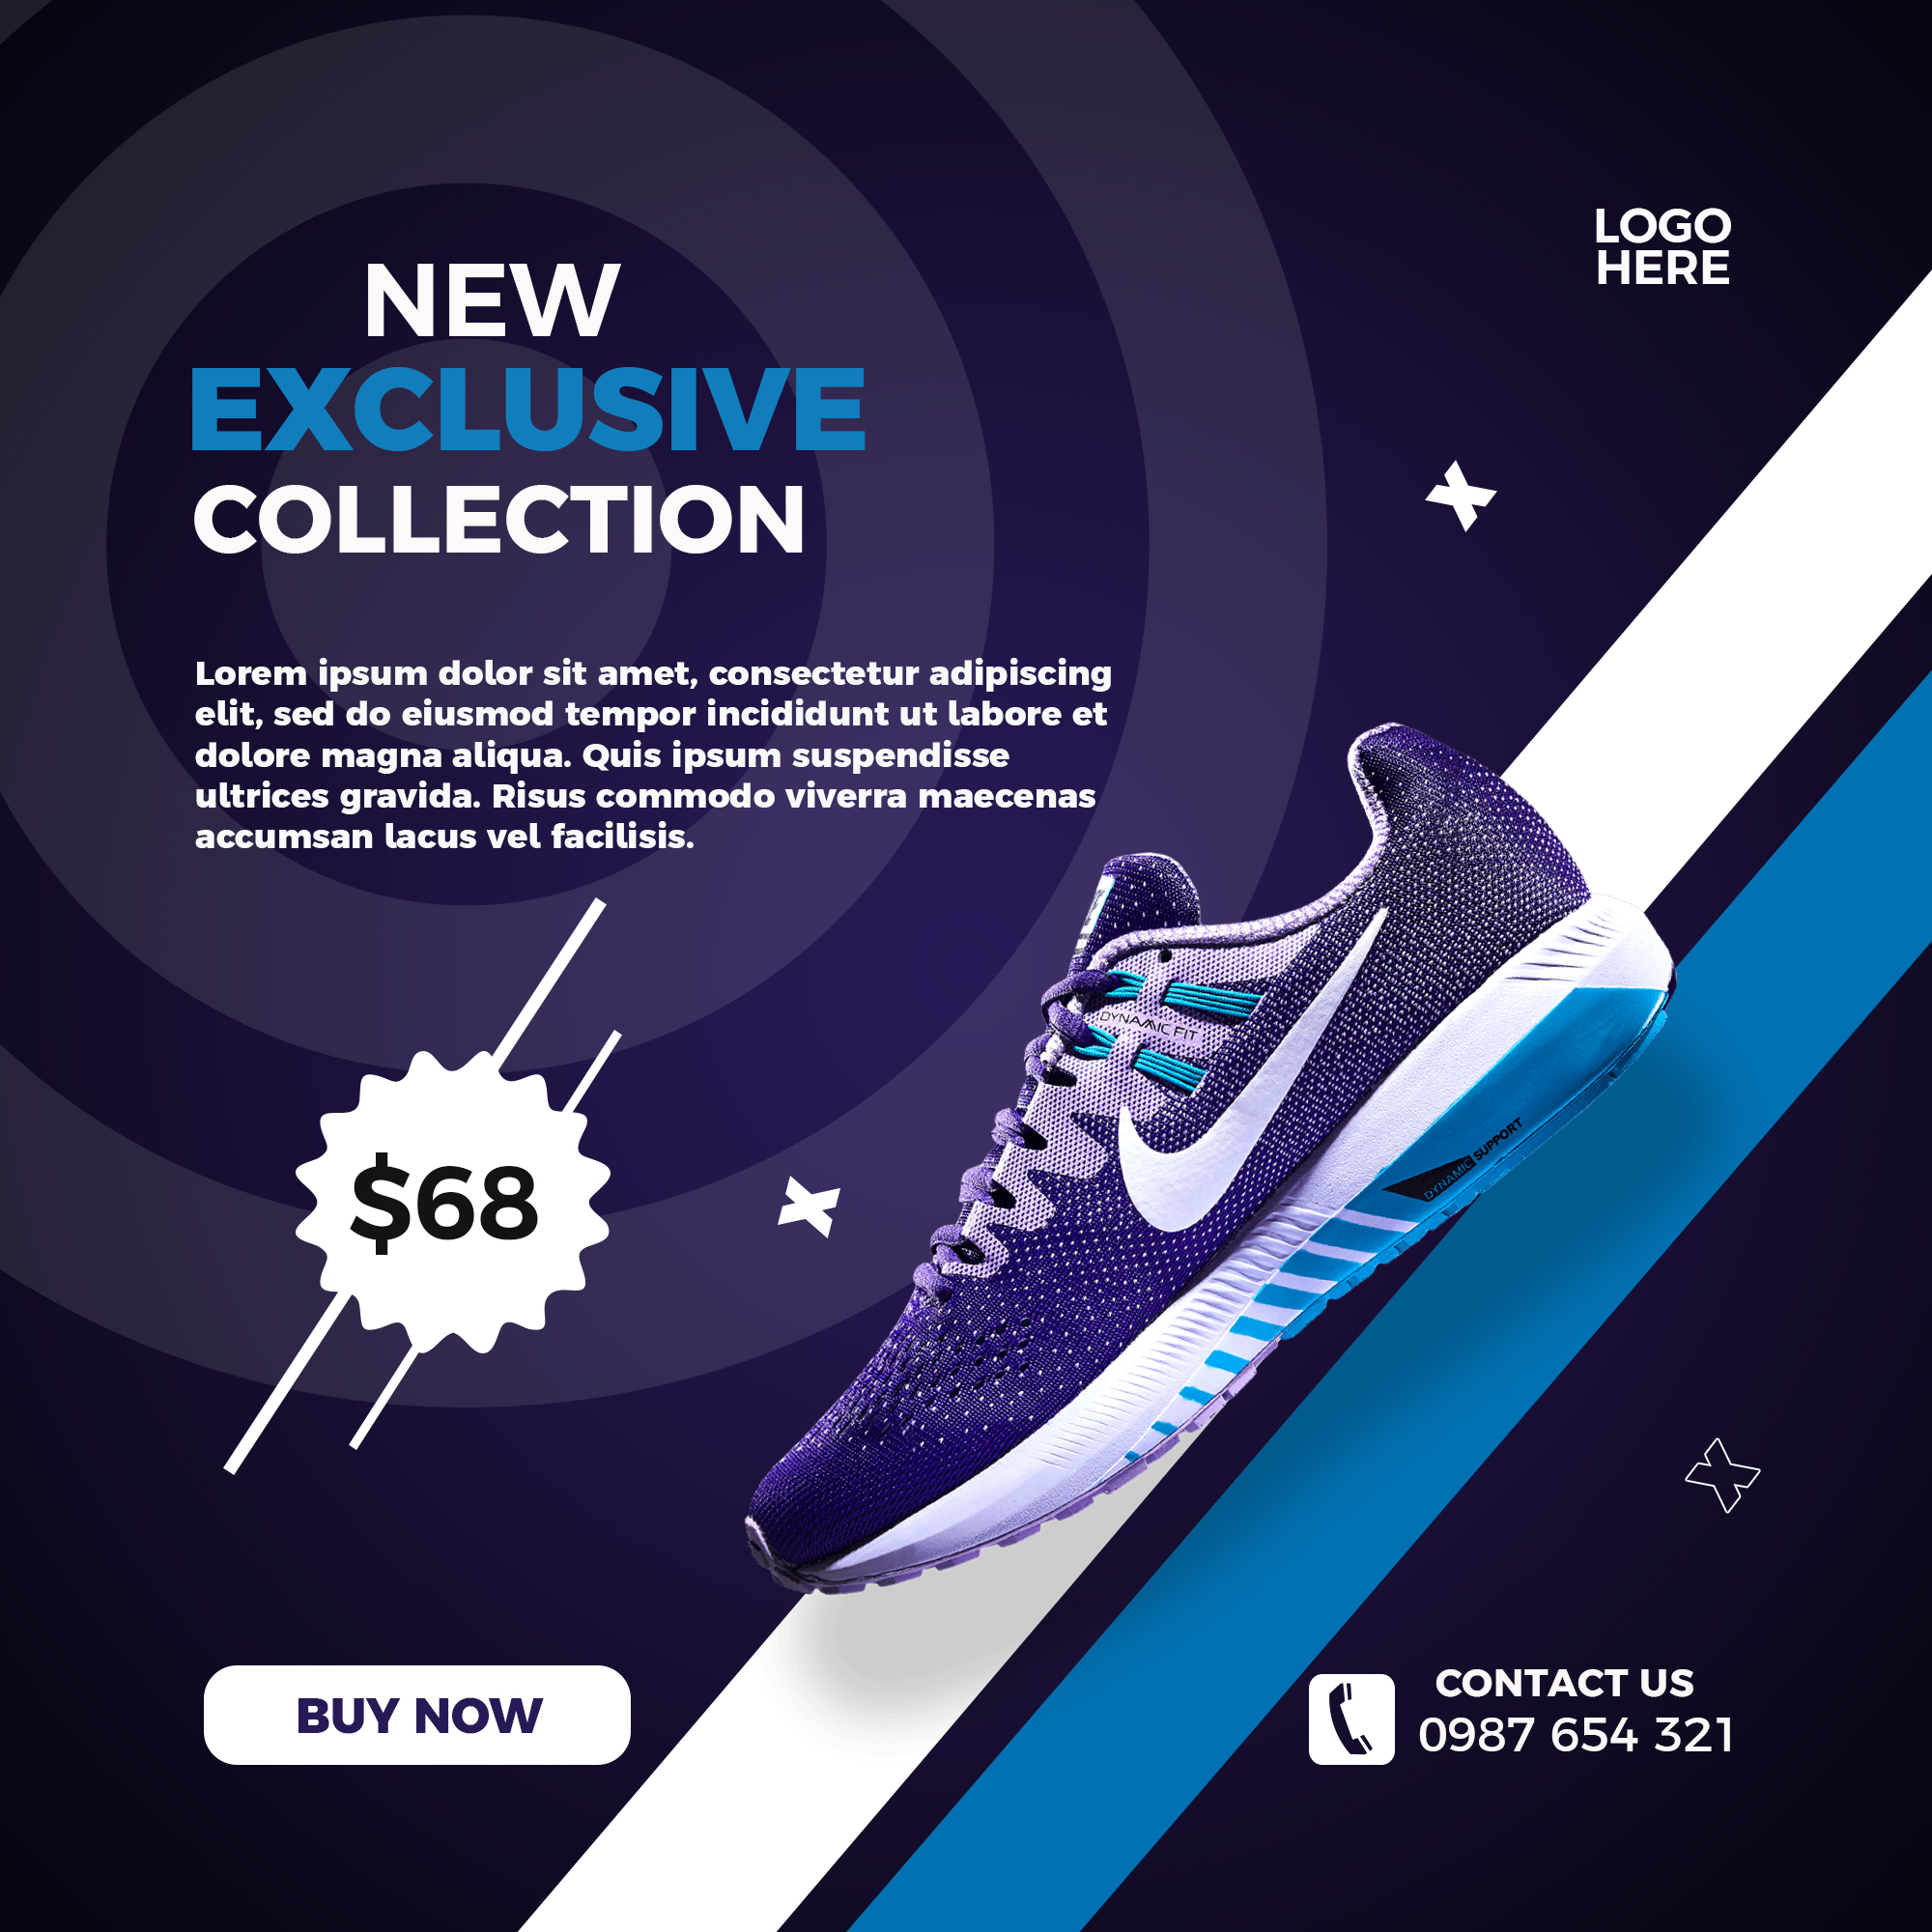 LOGO
HERE
NEW
EXCLUSIVE
COLLECTION
Lorem ipsum dolor sit amet, consectetur adipiscing
elit, sed do eiusmod tempor incididunt ut labore et
dolore magna aliqua. Quis ipsum suspendisse
ultrices gravida. Risus commodo viverra maecenas
accumsan lacus vel facilisis.
DYNAMIC FIT
DYNAMIC SUPPORT
$68
BUY NOW
CONTACT US
0987 654 321